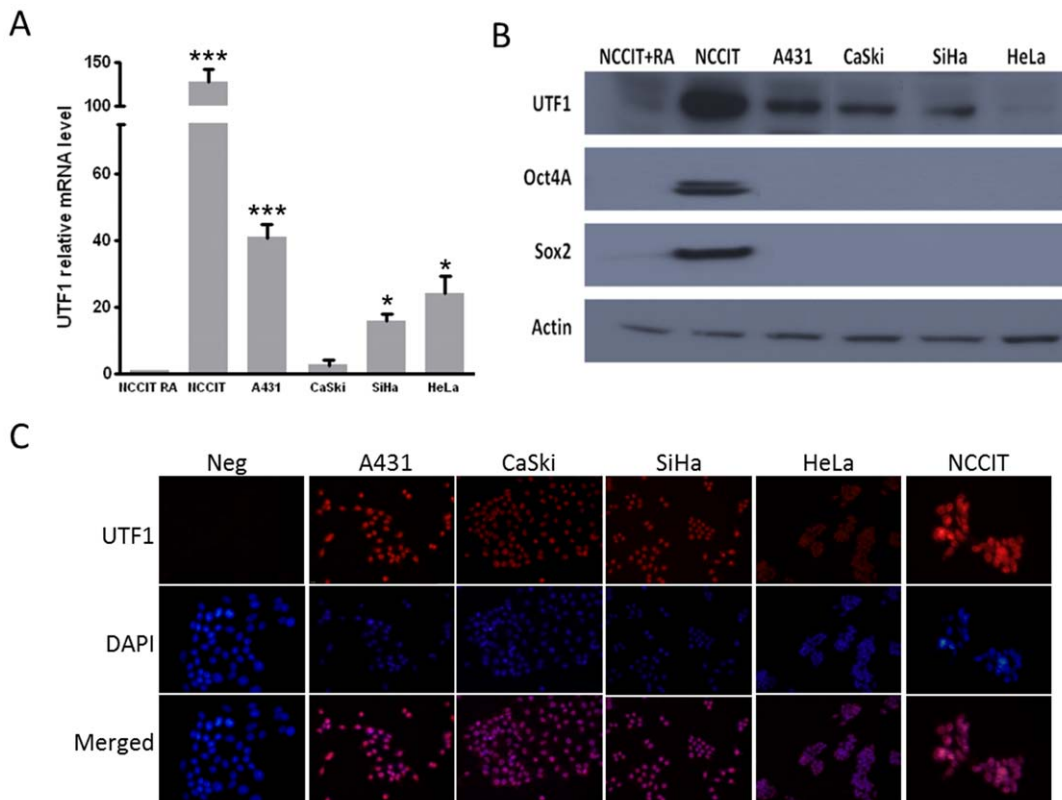 A
UTF1 relative mRNA level
150
100
60
40
20
0
***
***
*
*
NCCIT RA NCCIT A431 CaSki SiHa HeLa
B
NCCIT+RA NCCIT A431 CaSki SiHa HeLa
UTF1
Oct4A
Sox2
Actin
C
Neg A431 CaSki SiHa HeLa NCCIT
UTF1
DAPI
Merged